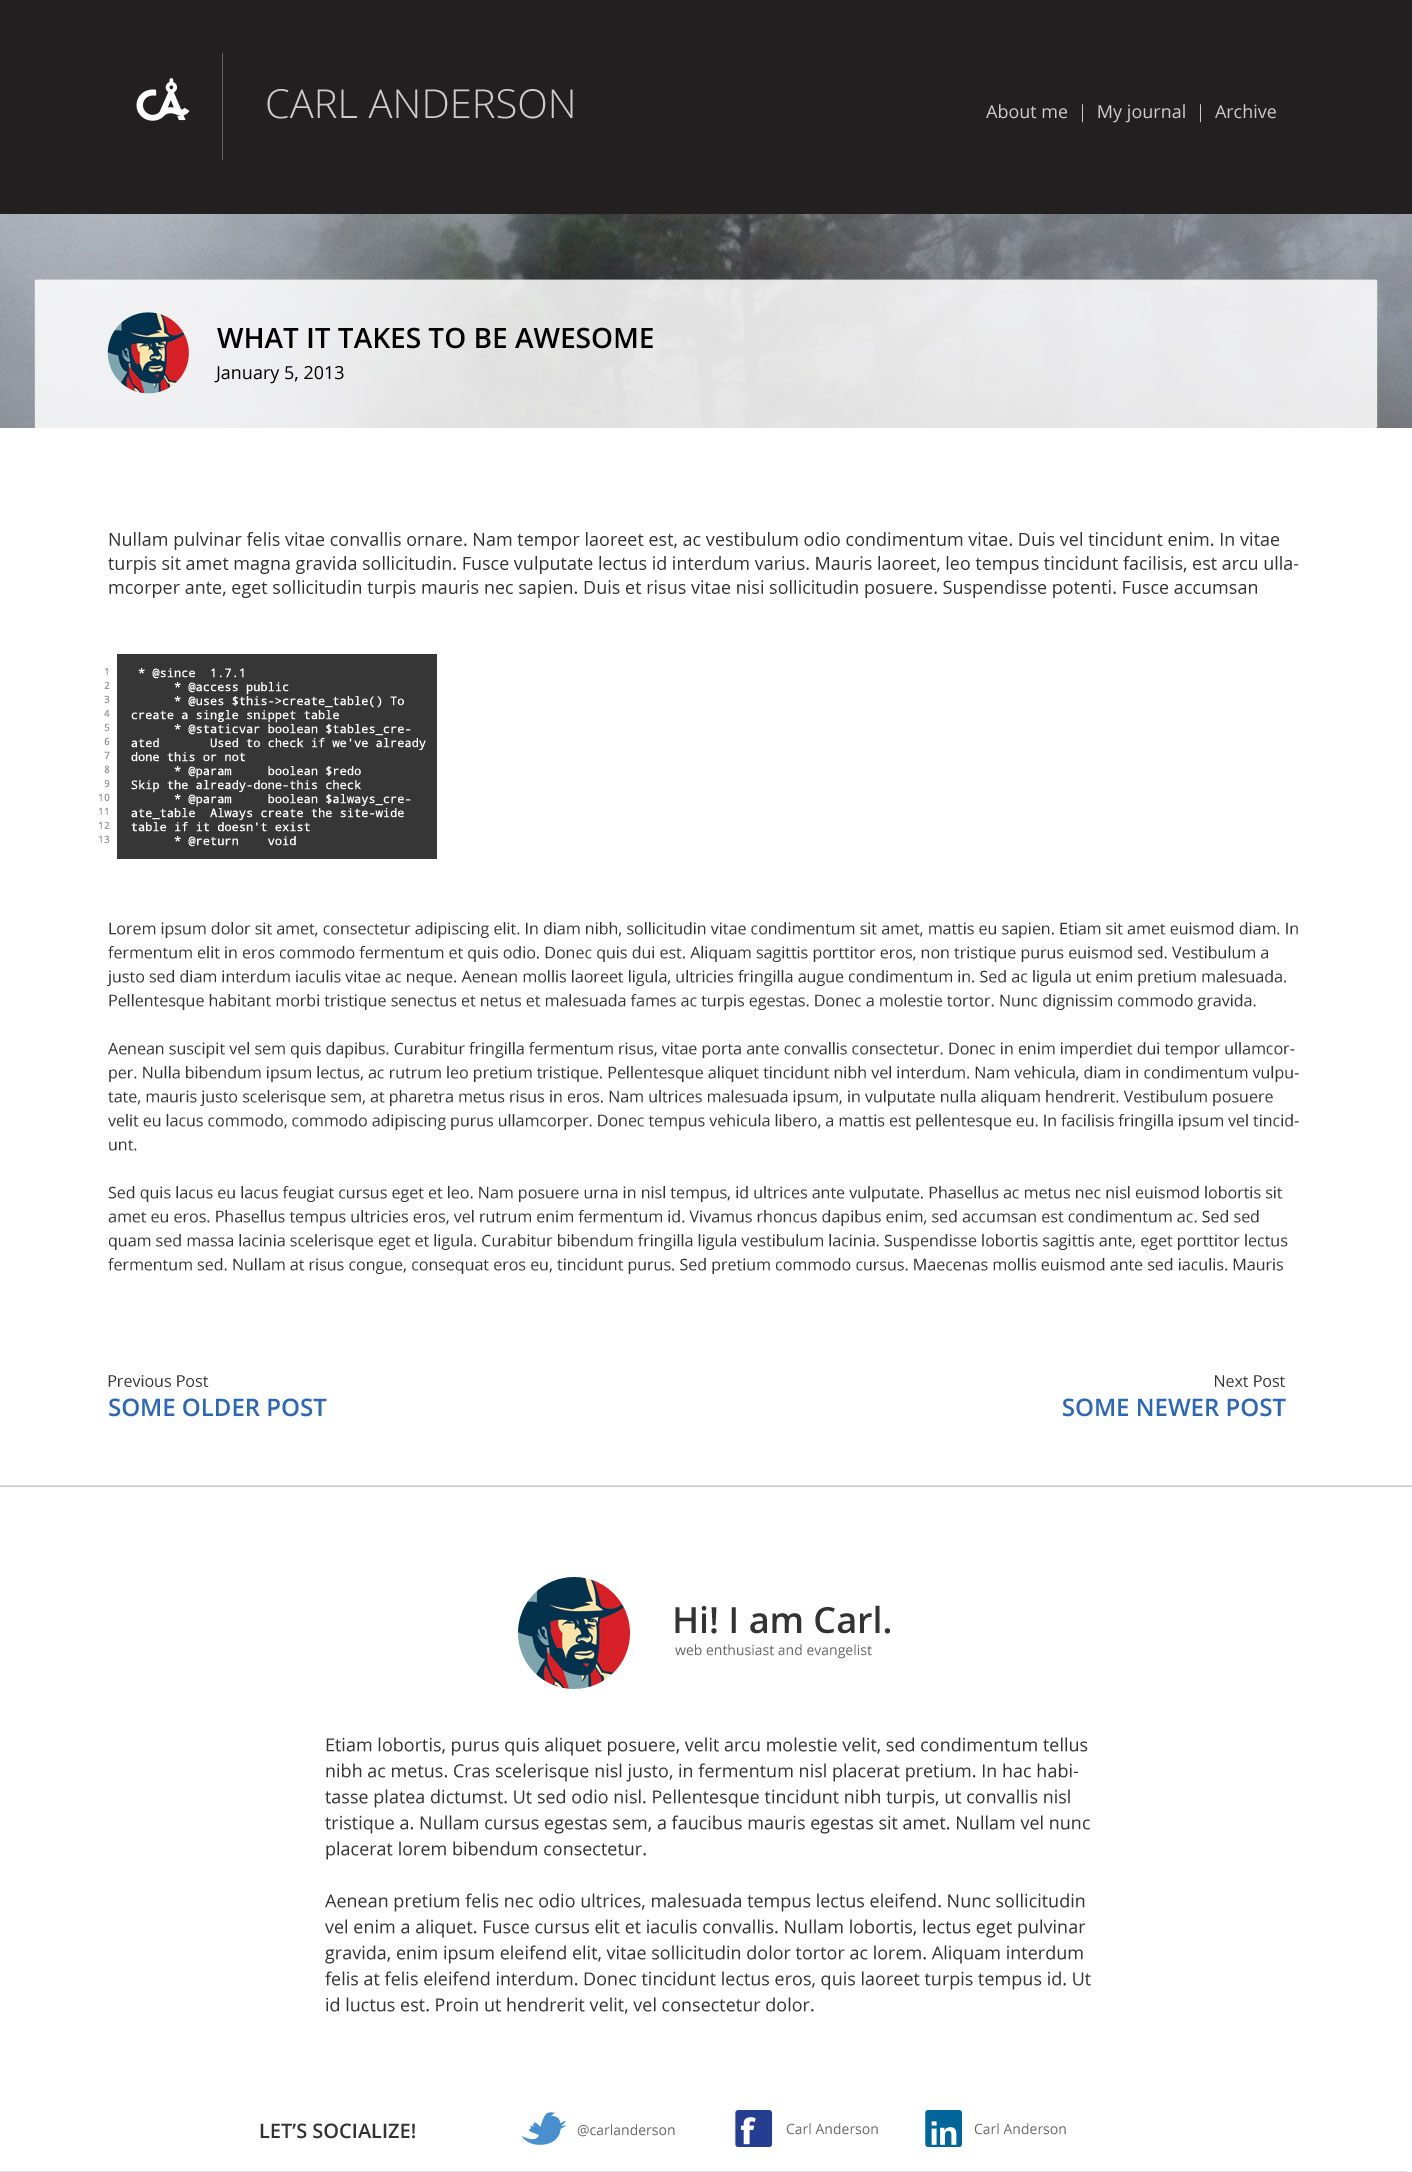 CA
CARL ANDERSON
About me | My journal | Archive
WHAT IT TAKES TO BE AWESOME
January 5, 2013
Nullam pulvinar felis vitae convallis ornare. Nam tempor laoreet est, ac vestibulum odio condimentum vitae. Duis vel tincidunt enim. In vitae
turpis sit amet magna gravida sollicitudin. Fusce vulputate lectus id interdum varius. Mauris laoreet, leo tempus tincidunt facilisis, est arcu ulla-
mcorper ante, eget sollicitudin turpis mauris nec sapien. Duis et risus vitae nisi sollicitudin posuere. Suspendisse potenti. Fusce accumsan
1 * @since 1.7.1
2 * @access public
3 * @uses $this->create_table() To
4 create a single snippet table
5 * @staticvar boolean $tables_cre-
6 ated Used to check if we've already
7 done this or not
8 * @param boolean $redo
9 Skip the already-done-this check
10 * @param boolean $always_cre-
11 ate_table Always create the site-wide
12 table if it doesn't exist
13 * @return void
Lorem ipsum dolor sit amet, consectetur adipiscing elit. In diam nibh, sollicitudin vitae condimentum sit amet, mattis eu sapien. Etiam sit amet euismod diam. In
fermentum elit in eros commodo fermentum et quis odio. Donec quis dui est. Aliquam sagittis porttitor eros, non tristique purus euismod sed. Vestibulum a
justo sed diam interdum iaculis vitae ac neque. Aenean mollis laoreet ligula, ultricies fringilla augue condimentum in. Sed ac ligula ut enim pretium malesuada.
Pellentesque habitant morbi tristique senectus et netus et malesuada fames ac turpis egestas. Donec a molestie tortor. Nunc dignissim commodo gravida.
Aenean suscipit vel sem quis dapibus. Curabitur fringilla fermentum risus, vitae porta ante convallis consectetur. Donec in enim imperdiet dui tempor ullamcor-
per. Nulla bibendum ipsum lectus, ac rutrum leo pretium tristique. Pellentesque aliquet tincidunt nibh vel interdum. Nam vehicula, diam in condimentum vulpu-
tate, mauris justo scelerisque sem, at pharetra metus risus in eros. Nam ultrices malesuada ipsum, in vulputate nulla aliquam hendrerit. Vestibulum posuere
velit eu lacus commodo, commodo adipiscing purus ullamcorper. Donec tempus vehicula libero, a mattis est pellentesque eu. In facilisis fringilla ipsum vel tincid-
unt.
Sed quis lacus eu lacus feugiat cursus eget et leo. Nam posuere urna in nisl tempus, id ultrices ante vulputate. Phasellus ac metus nec nisl euismod lobortis sit
amet eu eros. Phasellus tempus ultricies eros, vel rutrum enim fermentum id. Vivamus rhoncus dapibus enim, sed accumsan est condimentum ac. Sed sed
quam sed massa lacinia scelerisque eget et ligula. Curabitur bibendum fringilla ligula vestibulum lacinia. Suspendisse lobortis sagittis ante, eget porttitor lectus
fermentum sed. Nullam at risus congue, consequat eros eu, tincidunt purus. Sed pretium commodo cursus. Maecenas mollis euismod ante sed iaculis. Mauris
Previous Post
SOME OLDER POST
Next Post
SOME NEWER POST
Hi! I am Carl.
web enthusiast and evangelist
Etiam lobortis, purus quis aliquet posuere, velit arcu molestie velit, sed condimentum tellus
nibh ac metus. Cras scelerisque nisl justo, in fermentum nisl placerat pretium. In hac habi-
tasse platea dictumst. Ut sed odio nisl. Pellentesque tincidunt nibh turpis, ut convallis nisl
tristique a. Nullam cursus egestas sem, a faucibus mauris egestas sit amet. Nullam vel nunc
placerat lorem bibendum consectetur.
Aenean pretium felis nec odio ultrices, malesuada tempus lectus eleifend. Nunc sollicitudin
vel enim a aliquet. Fusce cursus elit et iaculis convallis. Nullam lobortis, lectus eget pulvinar
gravida, enim ipsum eleifend elit, vitae sollicitudin dolor tortor ac lorem. Aliquam interdum
felis at felis eleifend interdum. Donec tincidunt lectus eros, quis laoreet turpis tempus id. Ut
id luctus est. Proin ut hendrerit velit, vel consectetur dolor.
LET'S SOCIALIZE! @carlanderson f Carl Anderson in Carl Anderson